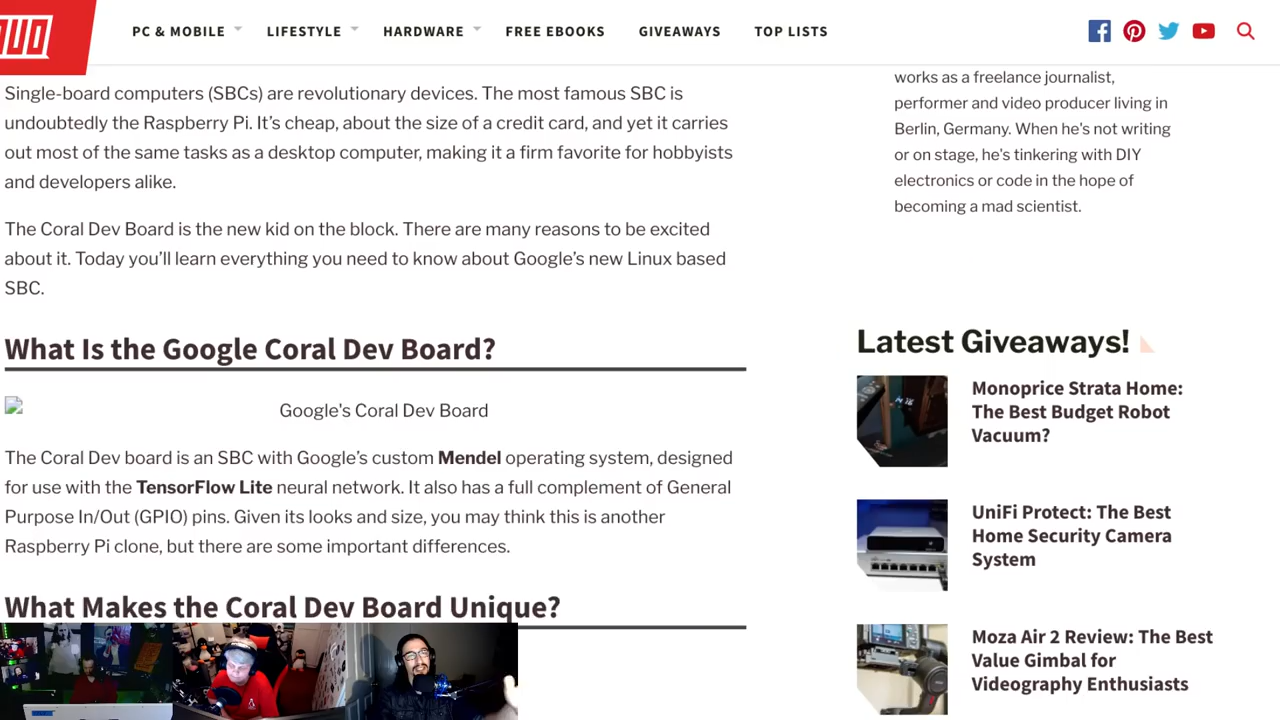 PC & MOBILE LIFESTYLE HARDWARE FREE EBOOKS GIVEAWAYS TOP LISTS
Single-board computers (SBCs) are revolutionary devices. The most famous SBC is
undoubtedly the Raspberry Pi. It’s cheap, about the size of a credit card, and yet it carries
out most of the same tasks as a desktop computer, making it a firm favorite for hobbyists
and developers alike.
The Coral Dev Board is the new kid on the block. There are many reasons to be excited
about it. Today you’ll learn everything you need to know about Google’s new Linux based
SBC.
What Is the Google Coral Dev Board?
Google's Coral Dev Board
The Coral Dev board is an SBC with Google’s custom Mendel operating system, designed
for use with the TensorFlow Lite neural network. It also has a full complement of General
Purpose In/Out (GPIO) pins. Given its looks and size, you may think this is another
Raspberry Pi clone, but there are some important differences.
What Makes the Coral Dev Board Unique?
works as a freelance journalist,
performer and video producer living in
Berlin, Germany. When he's not writing
or on stage, he's tinkering with DIY
electronics or code in the hope of
becoming a mad scientist.
Latest Giveaways!
Monoprice Strata Home:
The Best Budget Robot
Vacuum?
UniFi Protect: The Best
Home Security Camera
System
Moza Air 2 Review: The Best
Value Gimbal for
Videography Enthusiasts